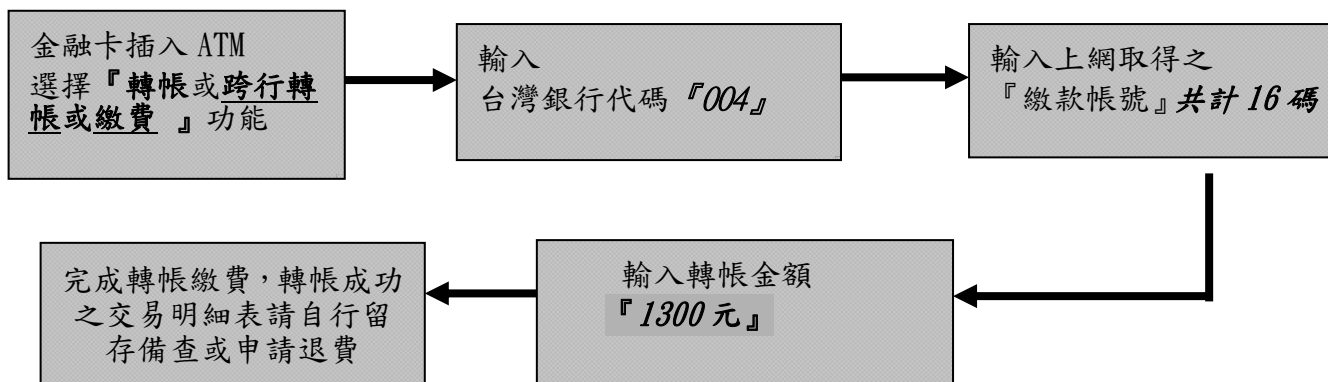 金融卡插入 ATM
選擇『轉帳或跨行轉
帳或繳費 』功能
輸入
台灣銀行代碼『004』
輸入上網取得之
『繳款帳號』共計 16 碼
輸入轉帳金額
『1300 元』
完成轉帳繳費，轉帳成功
之交易明細表請自行留
存備查或申請退費